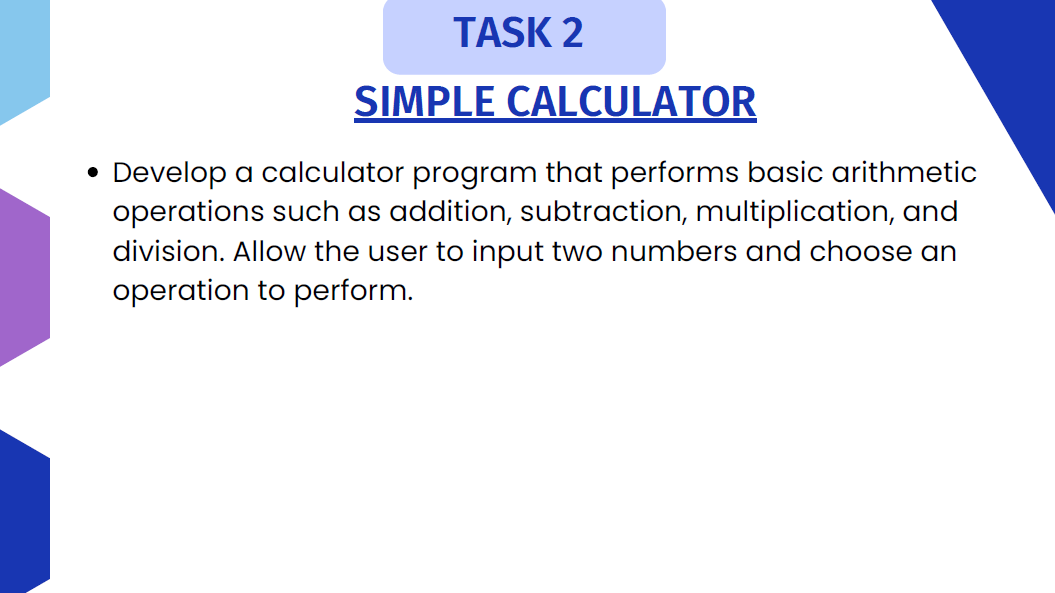 TASK 2
SIMPLE CALCULATOR
• Develop a calculator program that performs basic arithmetic
operations such as addition, subtraction, multiplication, and
division. Allow the user to input two numbers and choose an
operation to perform.